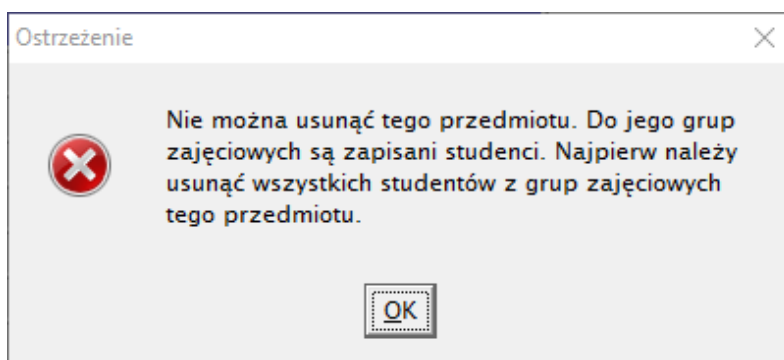 Ostrzeżenie
Nie można usunąć tego przedmiotu. Do jego grup
zajęciowych są zapisani studenci. Najpierw należy
usunąć wszystkich studentów z grup zajęciowych
tego przedmiotu.
OK